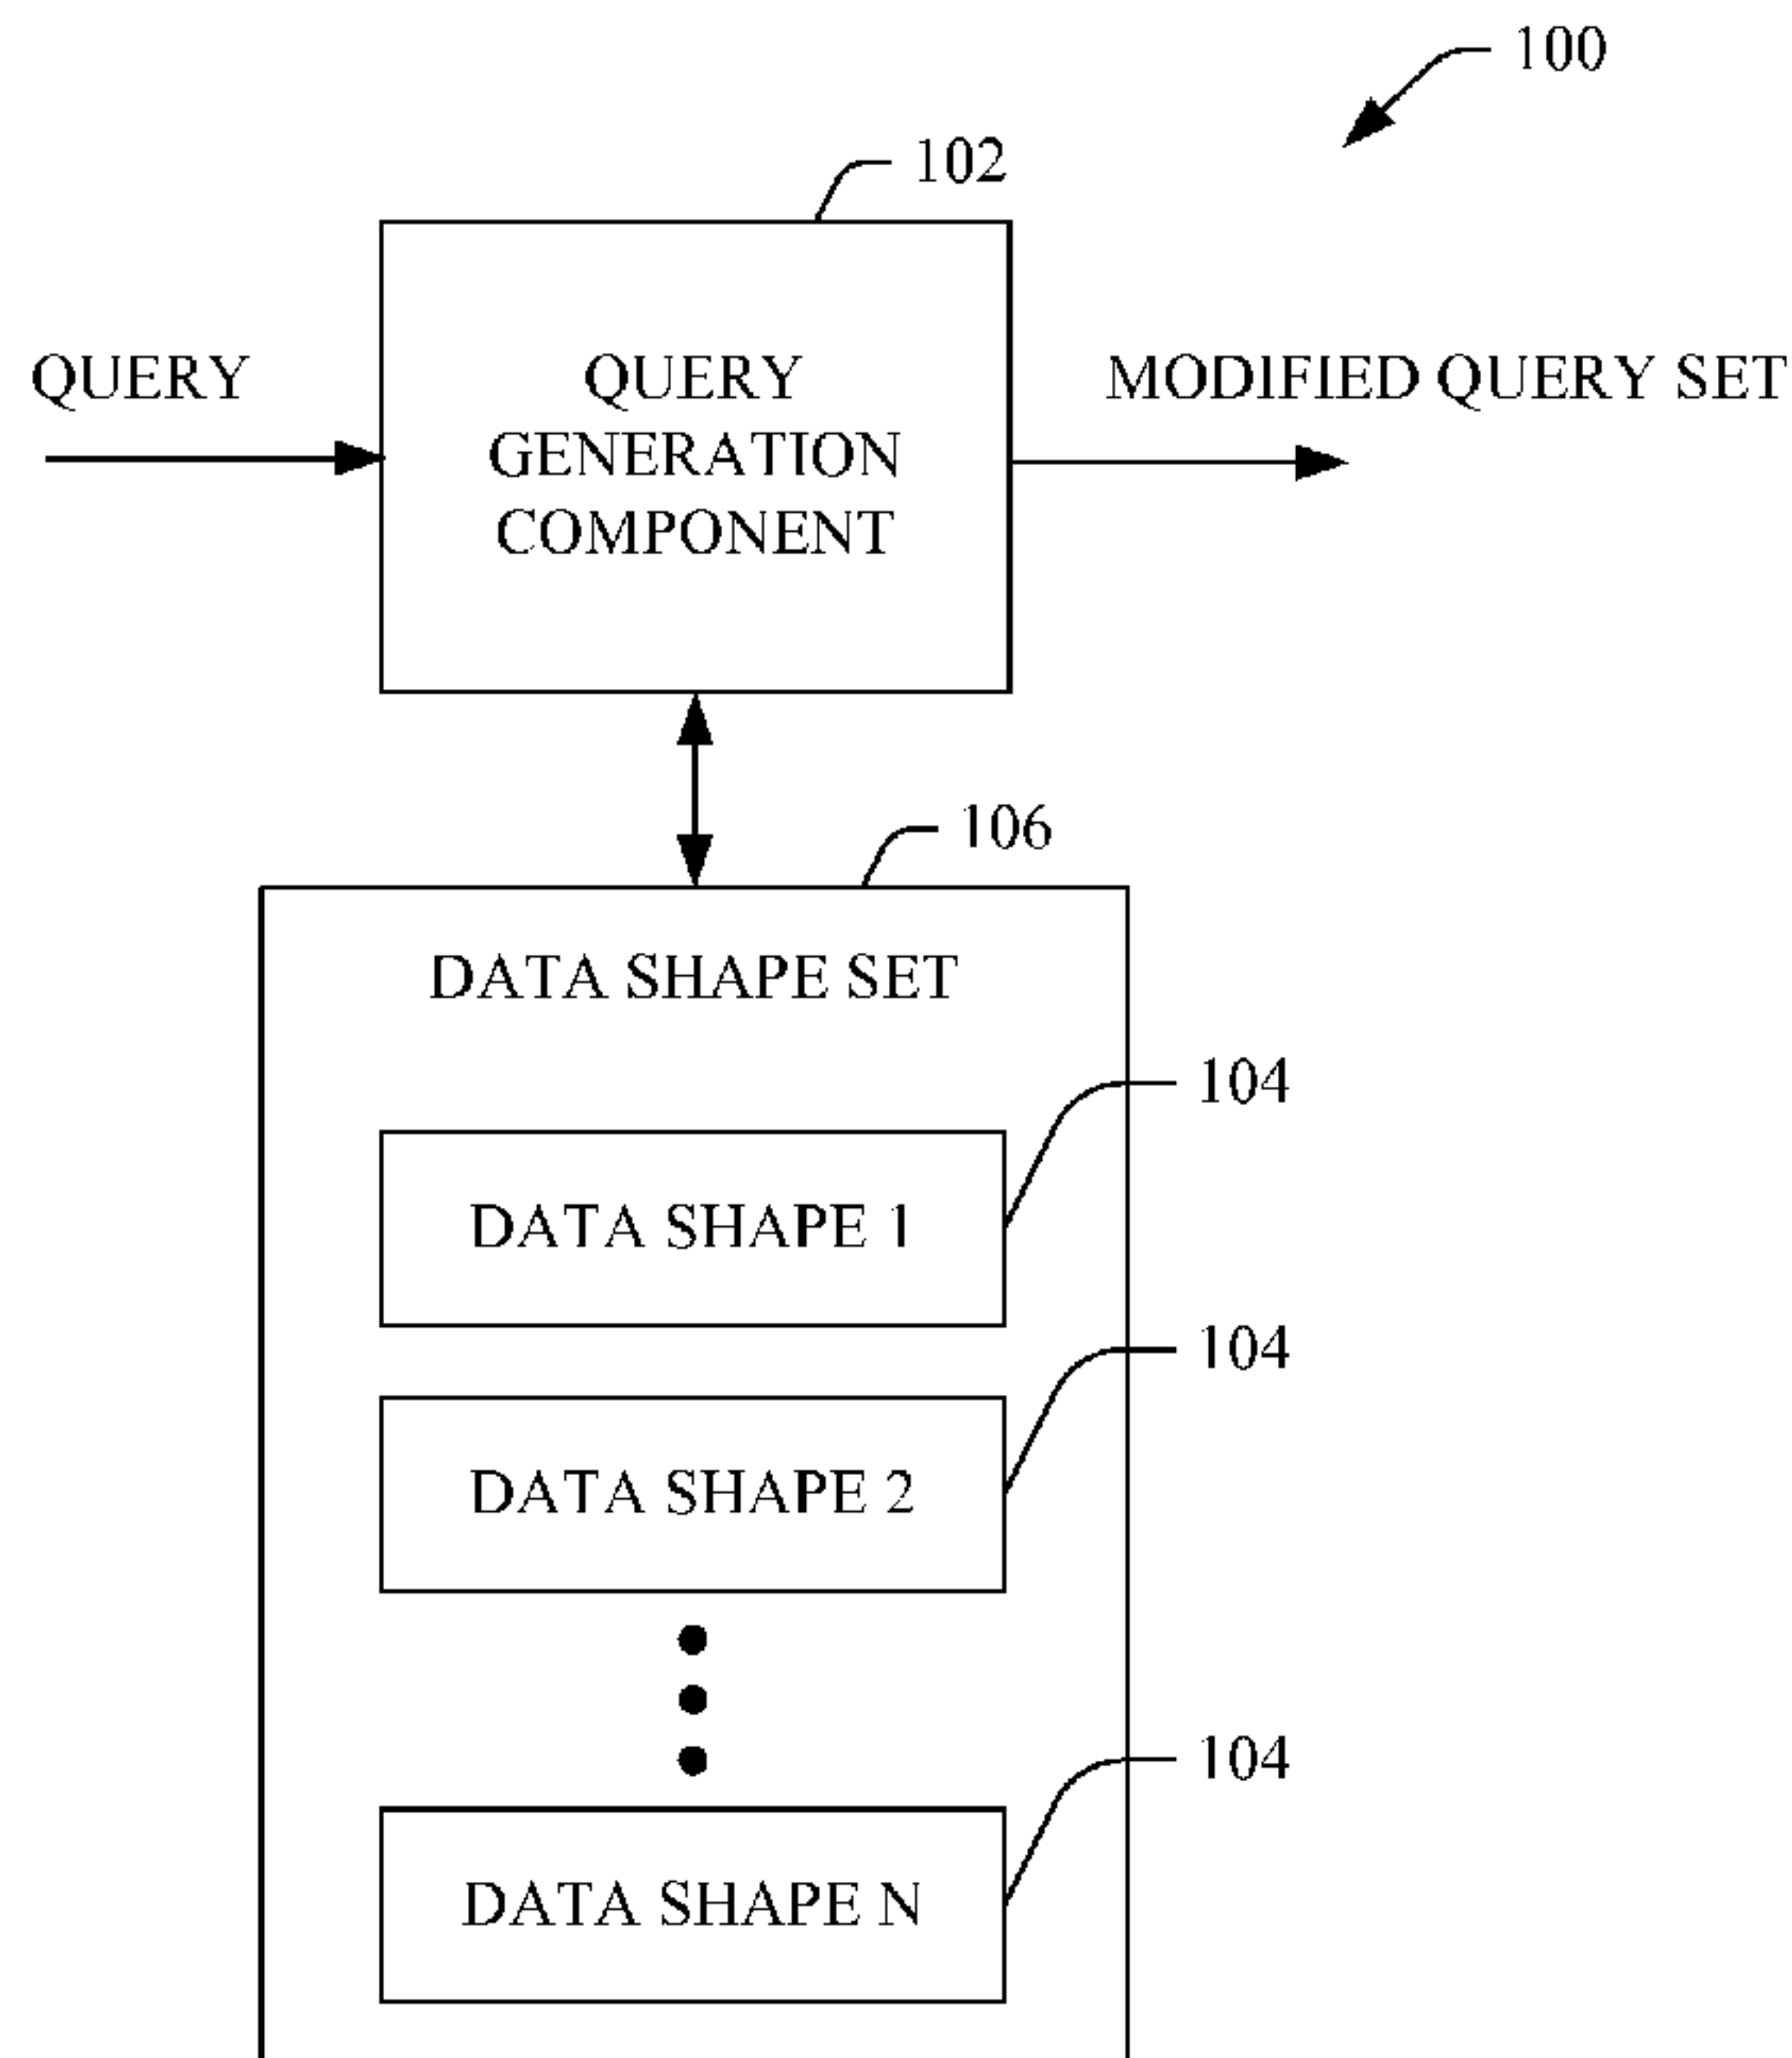 100
102
QUERY
QUERY
GENERATION
COMPONENT
MODIFIED QUERY SET
106
DATA SHAPE SET
104
DATA SHAPE 1
104
DATA SHAPE 2
104
DATA SHAPE N